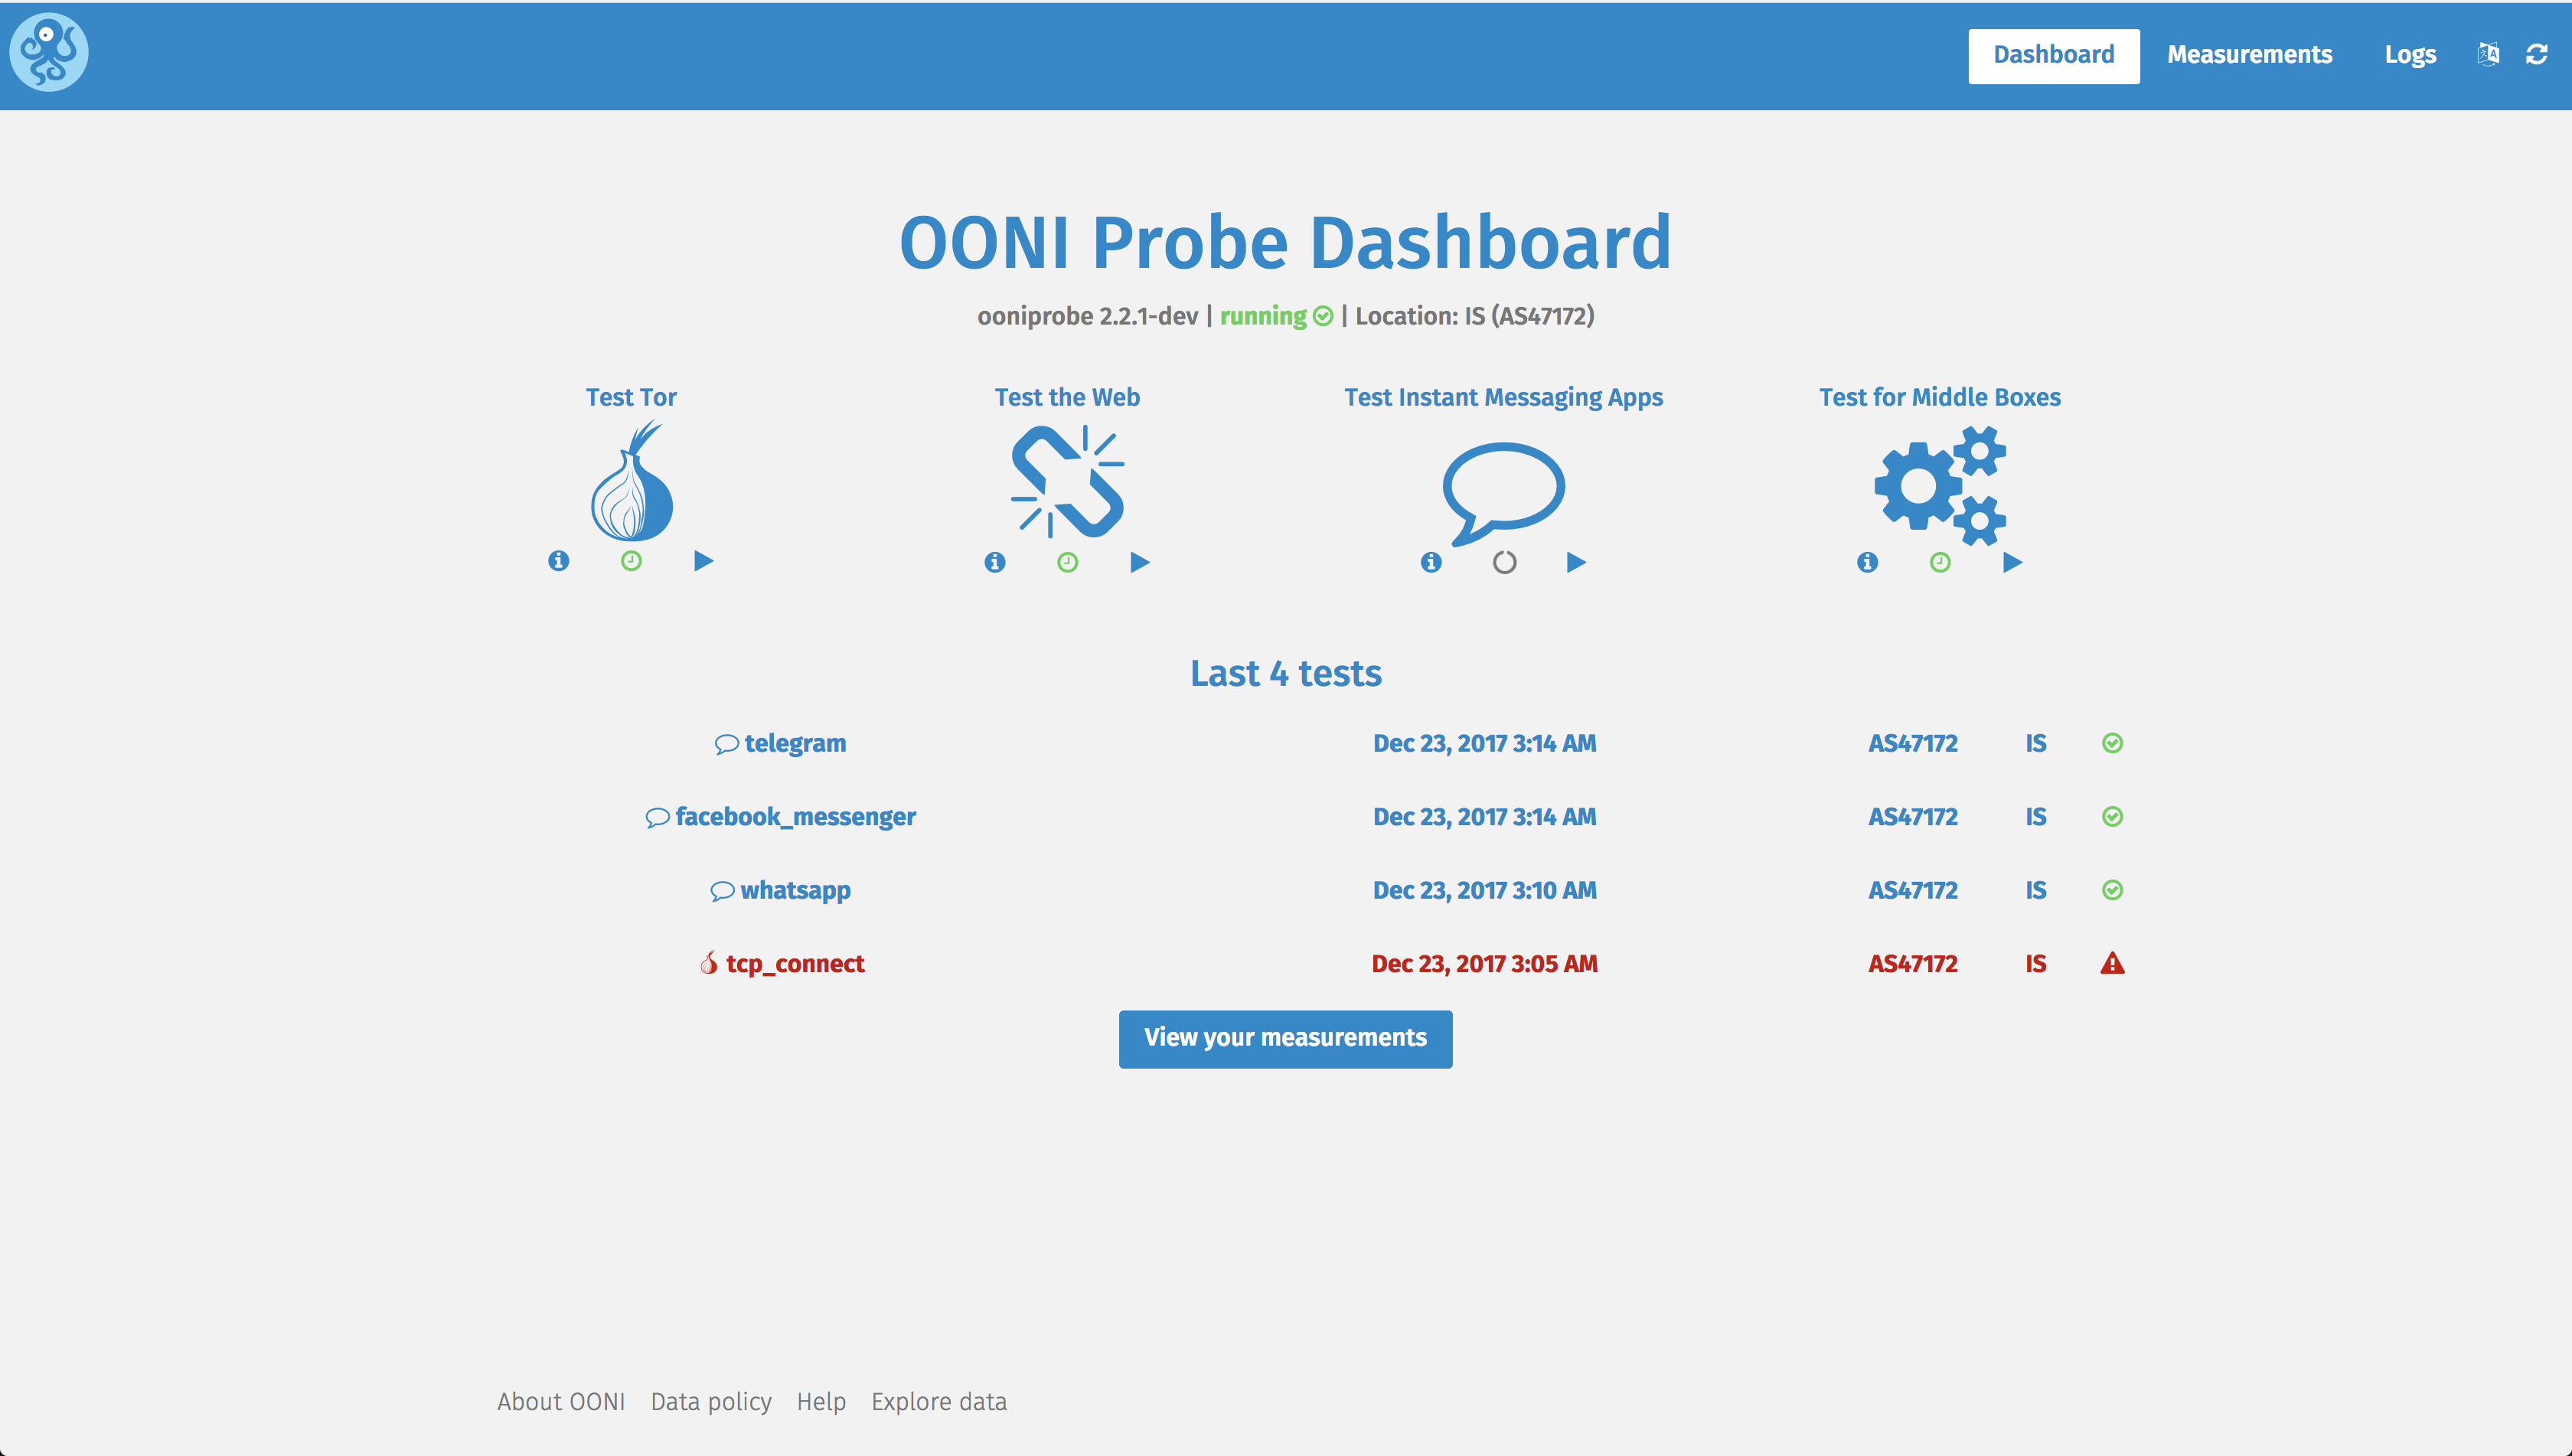 Dashboard Measurements Logs
OONI Probe Dashboard
ooniprobe 2.2.1-dev | running | Location: IS (AS47172)
Test Tor
Test the Web
Test Instant Messaging Apps
Test for Middle Boxes
Last 4 tests
telegram Dec 23, 2017 3:14 AM AS47172 IS
facebook_messenger Dec 23, 2017 3:14 AM AS47172 IS
whatsapp Dec 23, 2017 3:10 AM AS47172 IS
tcp_connect Dec 23, 2017 3:05 AM AS47172 IS
View your measurements
About OONI Data policy Help Explore data